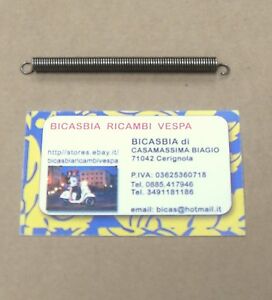 BICASBIA RICAMBI VESPA
http://stores.ebay.it/
bicasbiaricambivespa
BICASBIA di
CASAMASSIMA BIAGIO
71042 Cerignola
P.IVA: 03625360718
Tel. 0885.417946
Tel. 3491181186
email: bicas@hotmail.it